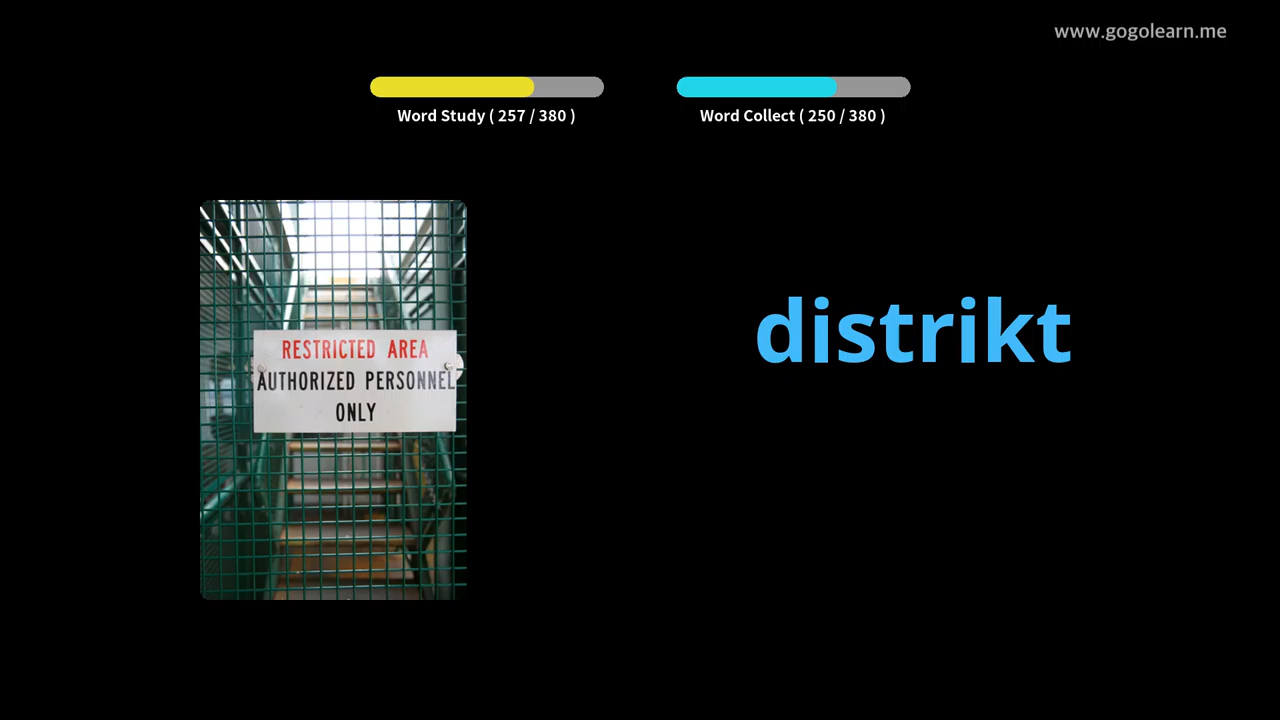 www.gogolearn.me
Word Study ( 257 / 380 )
Word Collect ( 250 / 380 )
RESTRICTED AREA
AUTHORIZED PERSONNEL
ONLY
distrikt